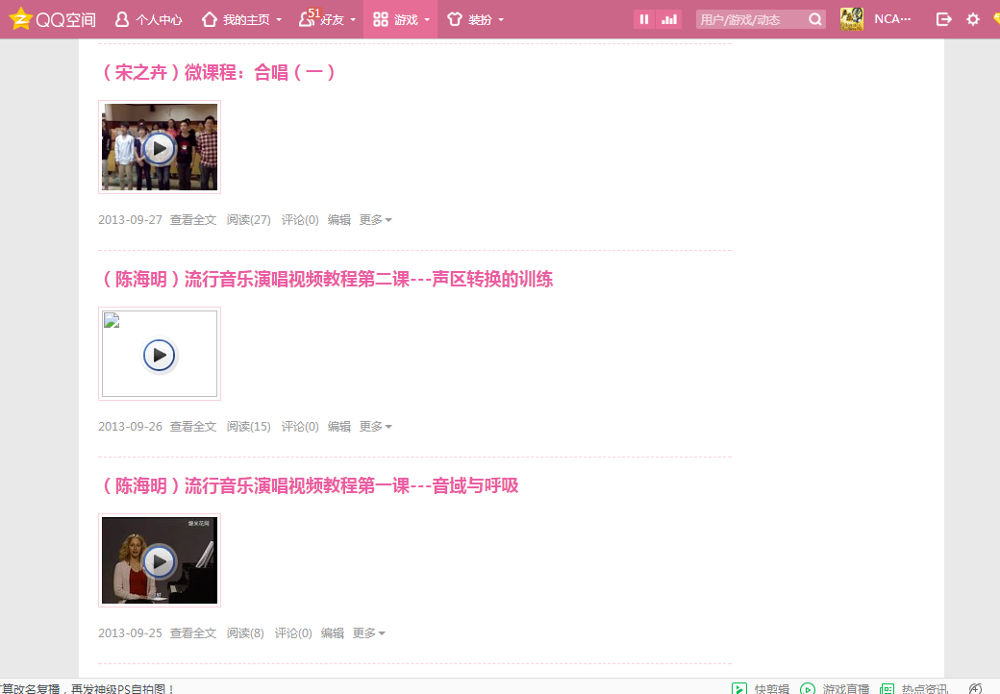 QQ空间 个人中心 我的主页 51 好友 游戏 装扮 用户/游戏/动态 NCA···
（宋之卉）微课程：合唱（一）
2013-09-27 查看全文 阅读(27) 评论(0) 编辑 更多
（陈海明）流行音乐演唱视频教程第二课---声区转换的训练
2013-09-26 查看全文 阅读(15) 评论(0) 编辑 更多
（陈海明）流行音乐演唱视频教程第一课---音域与呼吸
爆米花网
2013-09-25 查看全文 阅读(8) 评论(0) 编辑 更多
算改名复播，再发神级PS自拍图！ 快剪辑 游戏直播 热点资讯